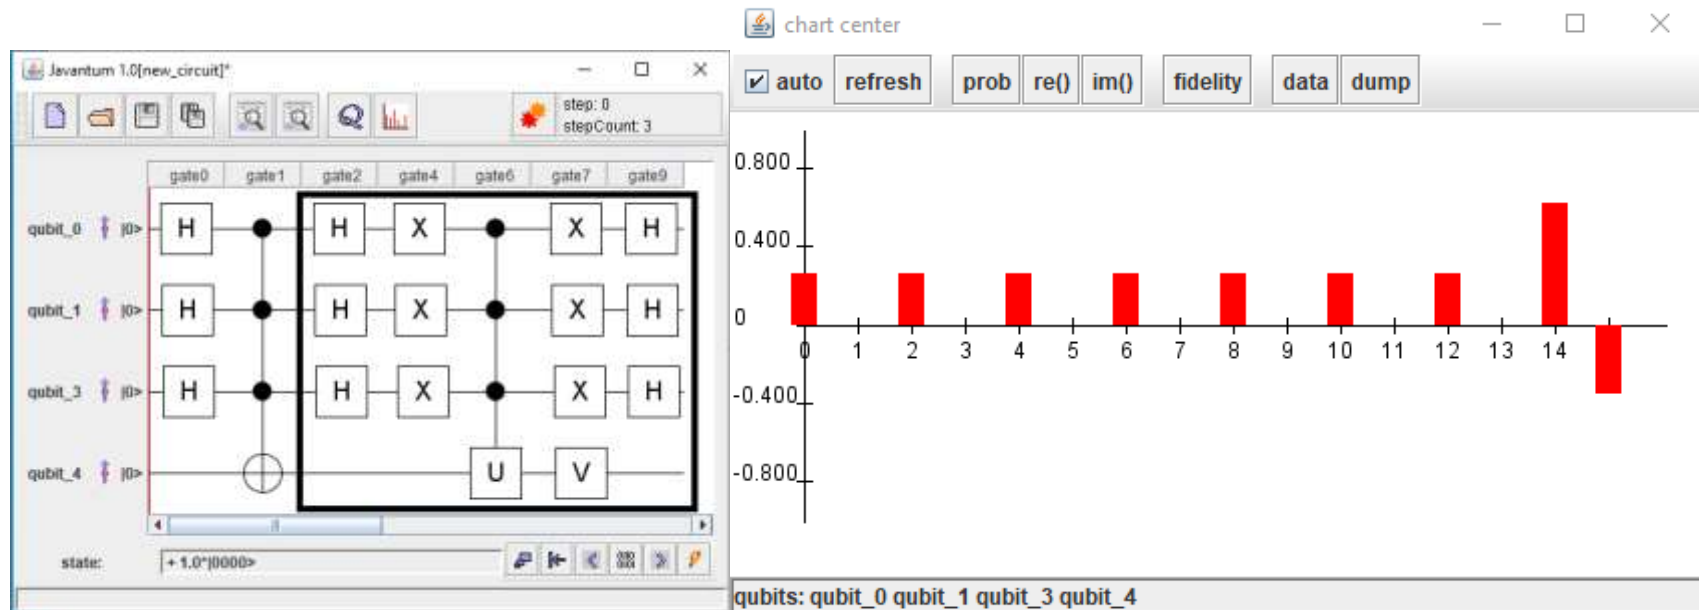 Javantum 1.0[new_circuit]*
step: 0
stepCount: 3
gate0 gate1 gate2 gate4 gate6 gate7 gate9
qubit_0 |0> H H X X H
qubit_1 |0> H H X X H
qubit_3 |0> H H X X H
qubit_4 |0> U V
state: + 1.0*|0000>
chart center
auto refresh prob re() im() fidelity data dump
0.800
0.400
0
0 1 2 3 4 5 6 7 8 9 10 11 12 13 14
-0.400
-0.800
qubits: qubit_0 qubit_1 qubit_3 qubit_4